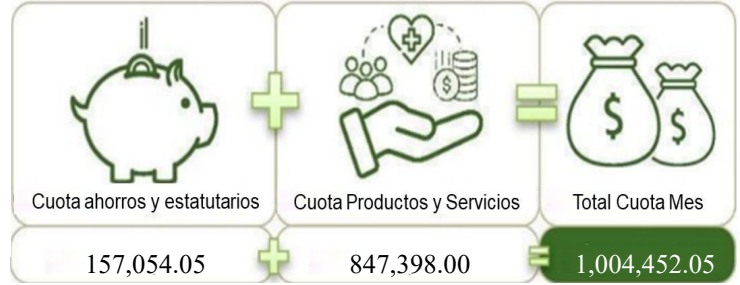 Cuota ahorros y estatutarios
Cuota Productos y Servicios
Total Cuota Mes
157,054.05
847,398.00
1,004,452.05